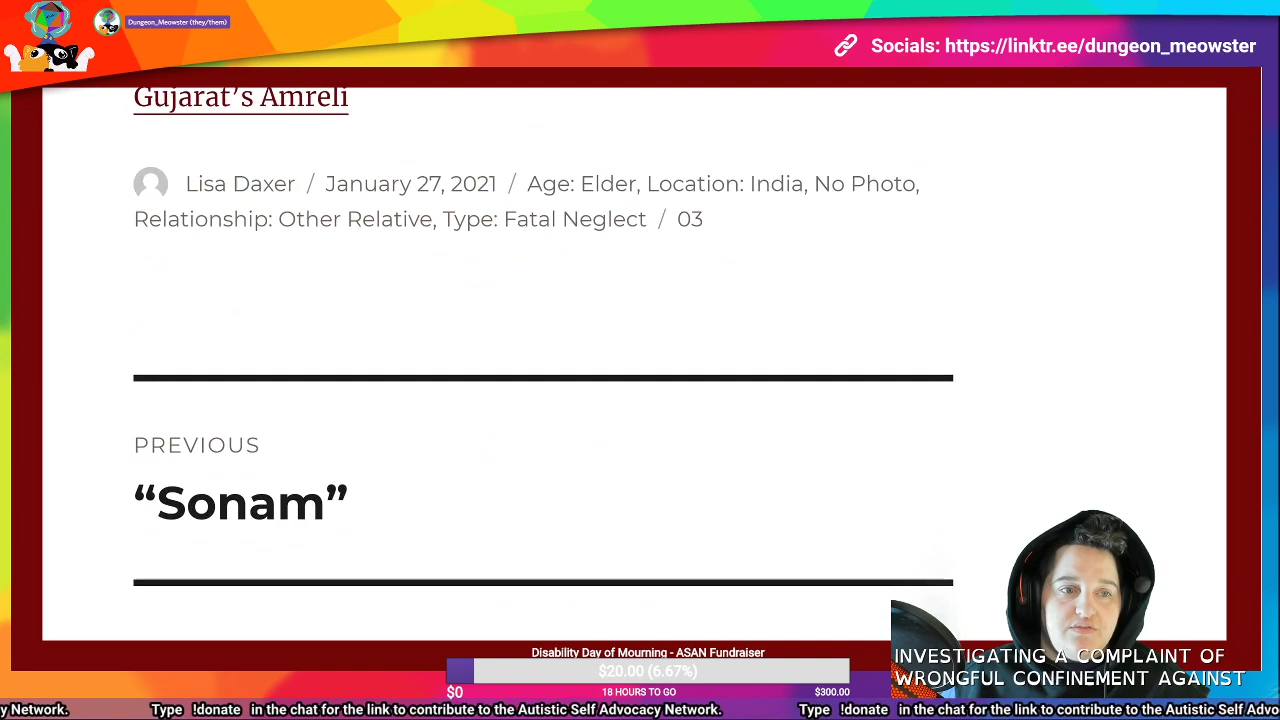 Dungeon_Meowster (they/them)
Socials: https://linktr.ee/dungeon_meowster
Gujarat’s Amreli
Lisa Daxer / January 27, 2021 / Age: Elder, Location: India, No Photo,
Relationship: Other Relative, Type: Fatal Neglect / 03
PREVIOUS
“Sonam”
INVESTIGATING A COMPLAINT OF
WRONGFUL CONFINEMENT AGAINST
Disability Day of Mourning - ASAN Fundraiser
$20.00 (6.67%)
$0 18 HOURS TO GO $300.00
y Network. Type !donate in the chat for the link to contribute to the Autistic Self Advocacy Network. Type !donate in the chat for the link to contribute to the Autistic Self Advo